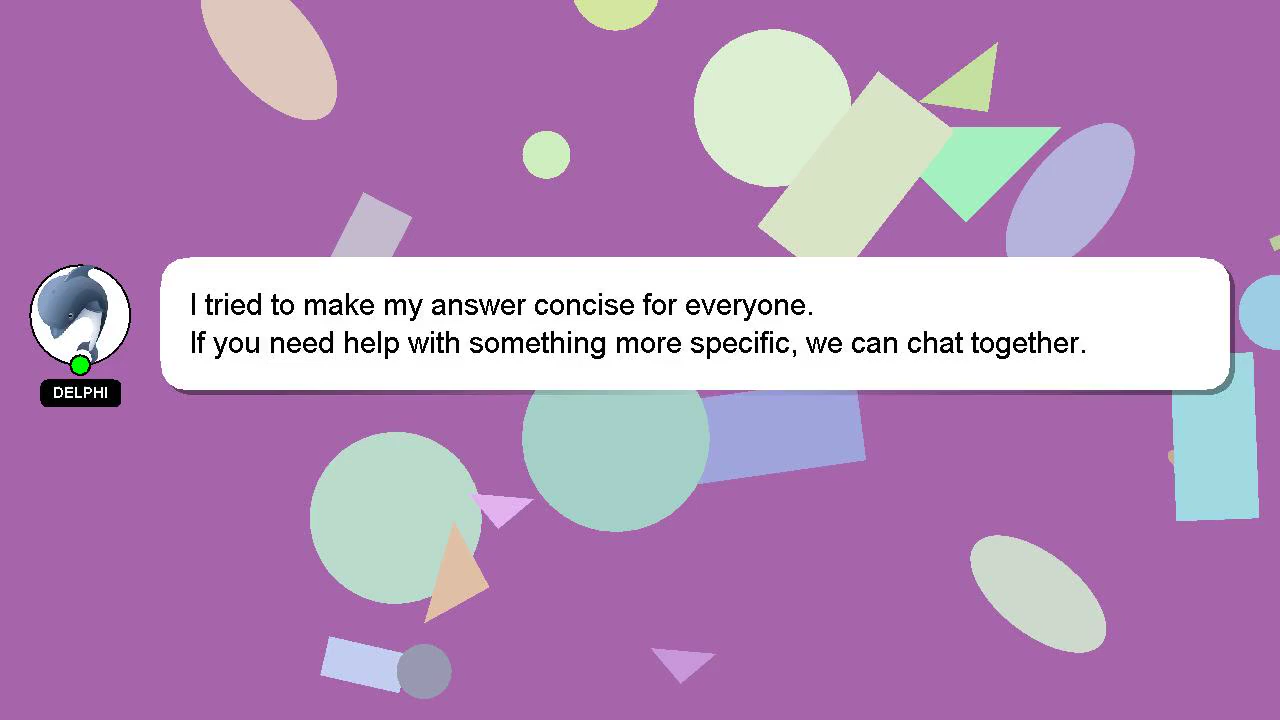 I tried to make my answer concise for everyone.
If you need help with something more specific, we can chat together.
DELPHI